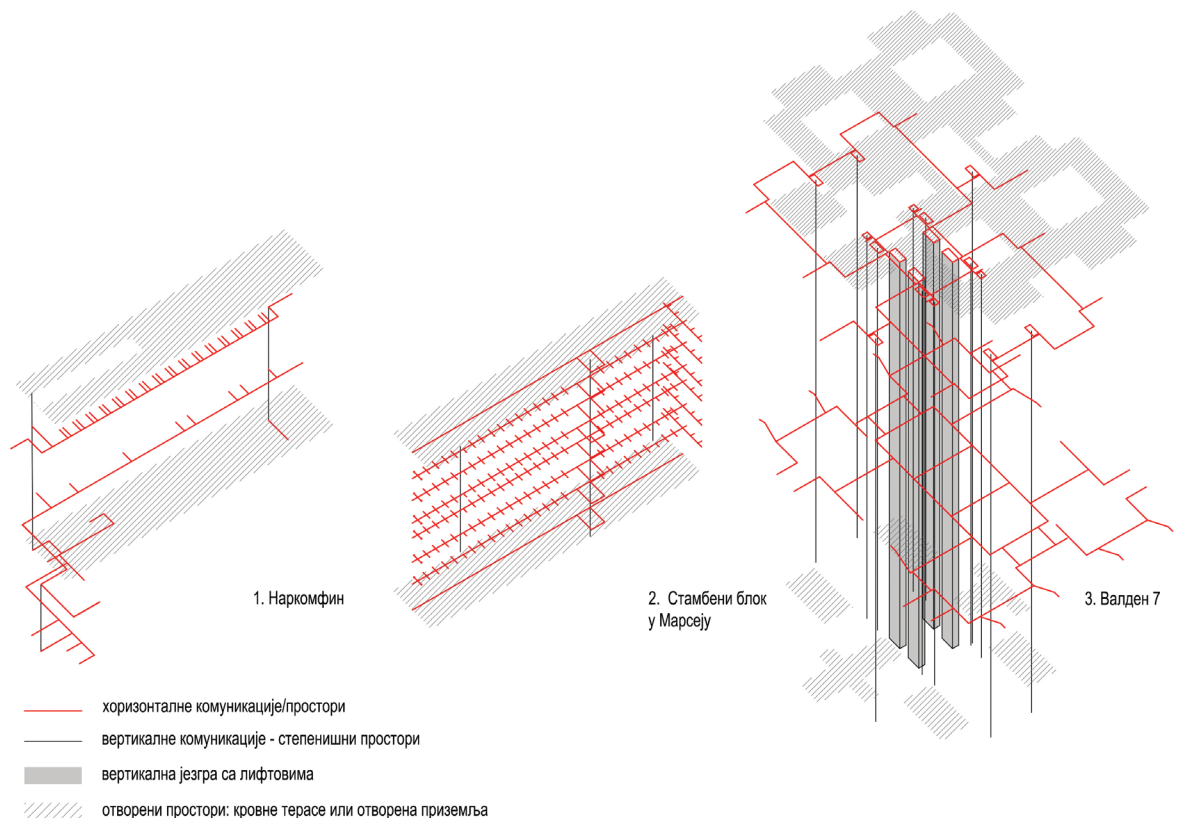 1. Наркомфин
2. Стамбени блок
у Марсеју
3. Валден 7
хоризонталне комуникације/простори
вертикалне комуникације - степенишни простори
вертикална језгра са лифтовима
отворени простори: кровне терасе или отворена приземља